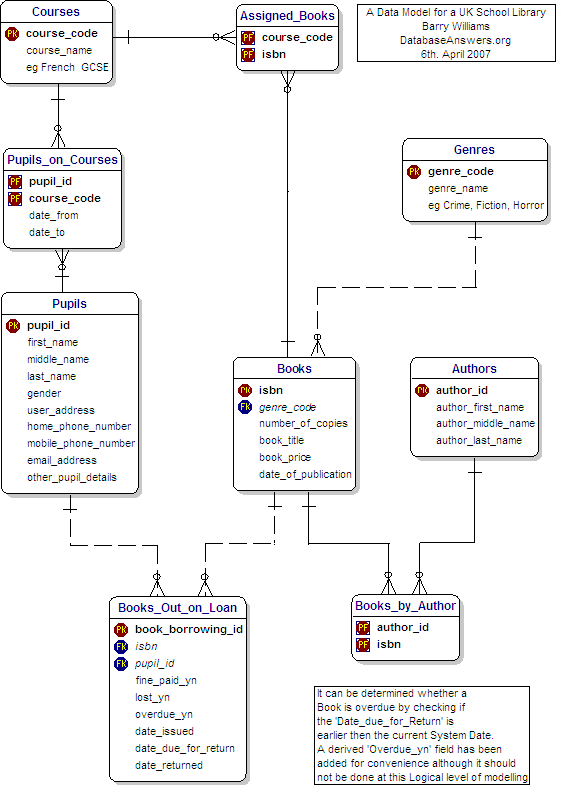 Courses
PK course_code
course_name
eg French GCSE
Assigned_Books
PF course_code
PF isbn
A Data Model for a UK School Library
Barry Williams
DatabaseAnswers.org
6th. April 2007
Pupils_on_Courses
PF pupil_id
PF course_code
date_from
date_to
Genres
PK genre_code
genre_name
eg Crime, Fiction, Horror
Pupils
PK pupil_id
first_name
middle_name
last_name
gender
user_address
home_phone_number
mobile_phone_number
email_address
other_pupil_details
Books
PK isbn
FK genre_code
number_of_copies
book_title
book_price
date_of_publication
Authors
PK author_id
author_first_name
author_middle_name
author_last_name
Books_Out_on_Loan
PK book_borrowing_id
FK isbn
FK pupil_id
fine_paid_yn
lost_yn
overdue_yn
date_issued
date_due_for_return
date_returned
Books_by_Author
PF author_id
PF isbn
It can be determined whether a
Book is overdue by checking if
the 'Date_due_for_Return' is
earlier then the current System Date.
A derived 'Overdue_yn' field has been
added for convenience although it should
not be done at this Logical level of modelling